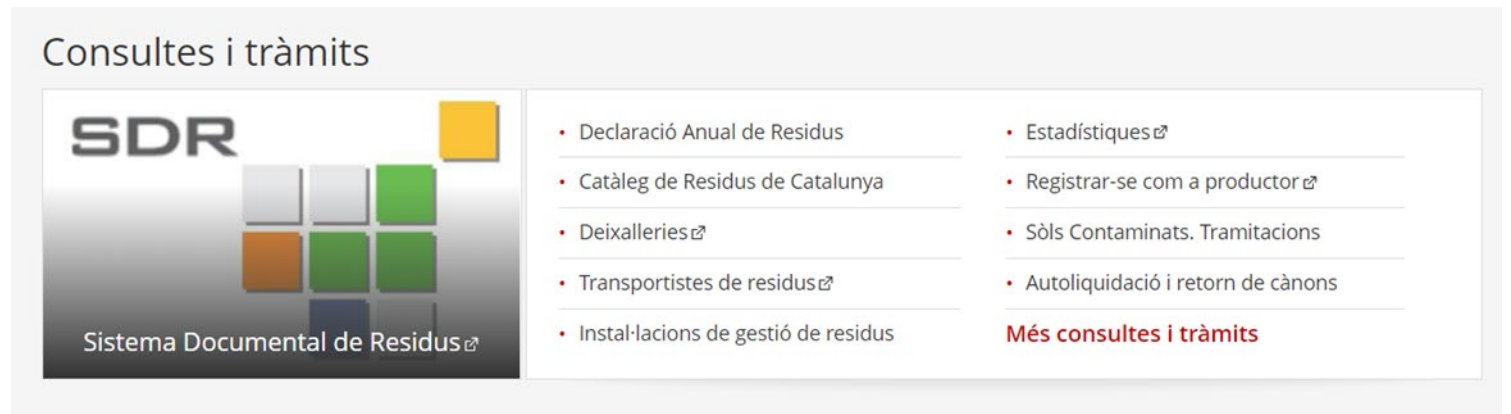 Consultes i tràmits
SDR
Sistema Documental de Residus
• Declaració Anual de Residus
• Catàleg de Residus de Catalunya
• Deixalleries
• Transportistes de residus
• Instal·lacions de gestió de residus
• Estadístiques
• Registrar-se com a productor
• Sòls Contaminats. Tramitacions
• Autoliquidació i retorn de cànons
Més consultes i tràmits